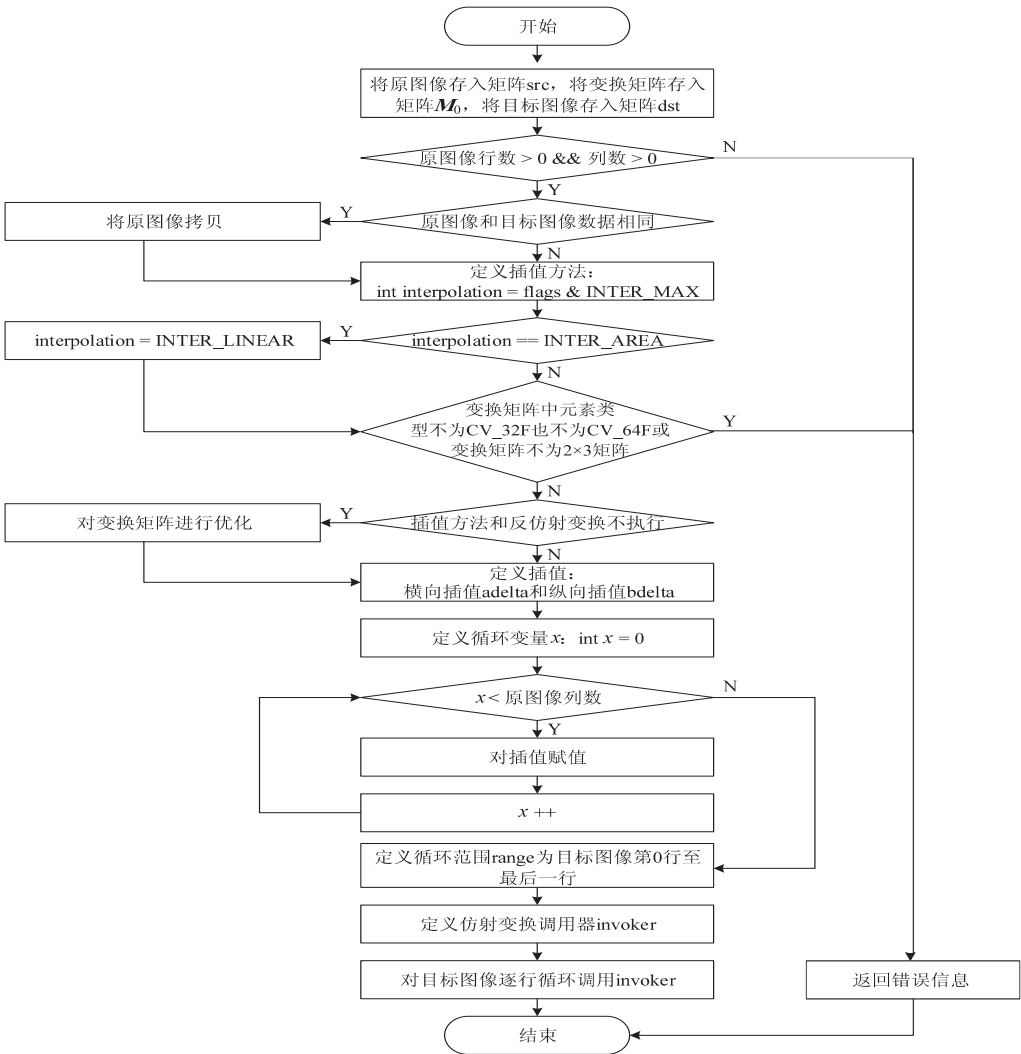 开始
将原图像存入矩阵src，将变换矩阵存入
矩阵M0，将目标图像存入矩阵dst
原图像行数 > 0 && 列数 > 0
N
Y
将原图像拷贝
Y
原图像和目标图像数据相同
N
定义插值方法：
int interpolation = flags & INTER_MAX
interpolation = INTER_LINEAR
Y
interpolation == INTER_AREA
N
变换矩阵中元素类
型不为CV_32F也不为CV_64F或
变换矩阵不为2×3矩阵
Y
N
对变换矩阵进行优化
Y
插值方法和反仿射变换不执行
N
定义插值：
横向插值adelta和纵向插值bdelta
定义循环变量x：int x = 0
x < 原图像列数
N
Y
对插值赋值
x ++
定义循环范围range为目标图像第0行至
最后一行
定义仿射变换调用器invoker
对目标图像逐行循环调用invoker
返回错误信息
结束